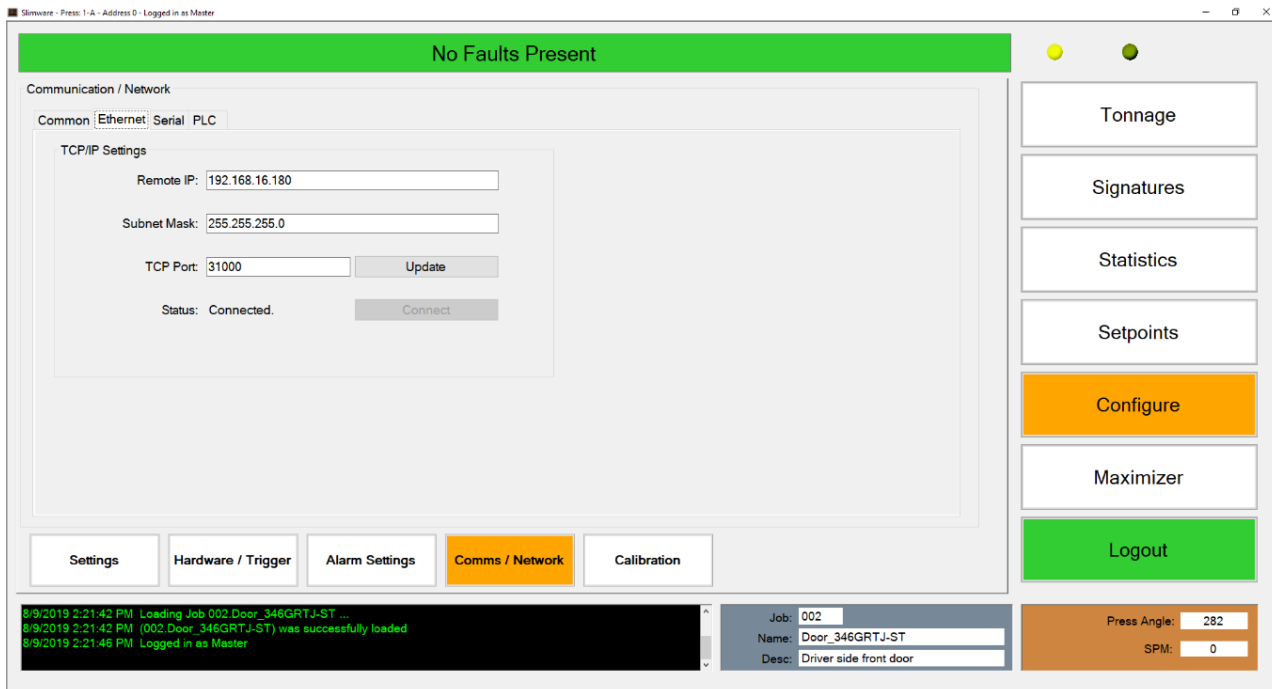 Slimware - Press: 1-A - Address 0 - Logged in as Master
No Faults Present
Communication / Network
Common Ethernet Serial PLC
TCP/IP Settings
Remote IP: 192.168.16.180
Subnet Mask: 255.255.255.0
TCP Port: 31000 Update
Status: Connected. Connect
Settings Hardware / Trigger Alarm Settings Comms / Network Calibration
Tonnage
Signatures
Statistics
Setpoints
Configure
Maximizer
Logout
8/9/2019 2:21:42 PM Loading Job 002.Door_346GRTJ-ST ...
8/9/2019 2:21:42 PM (002.Door_346GRTJ-ST) was successfully loaded
8/9/2019 2:21:46 PM Logged in as Master
Job: 002
Name: Door_346GRTJ-ST
Desc: Driver side front door
Press Angle: 282
SPM: 0